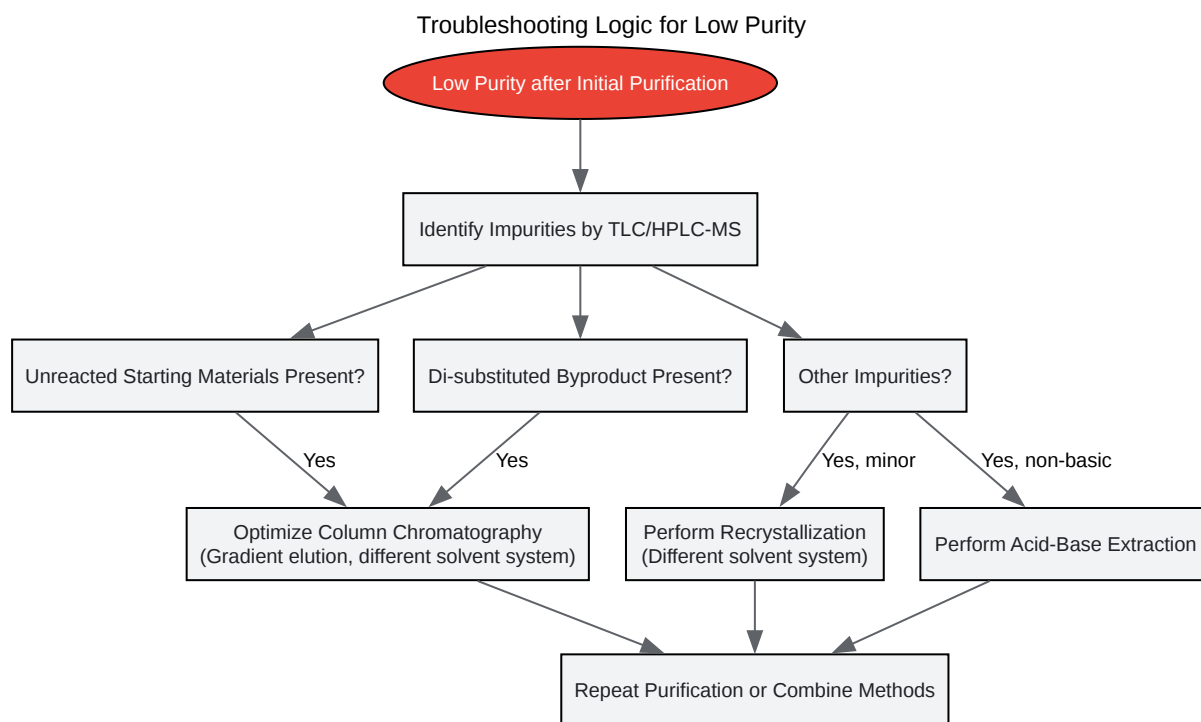 Troubleshooting Logic for Low Purity
Low Purity after Initial Purification
Identify Impurities by TLC/HPLC-MS
Unreacted Starting Materials Present?
Di-substituted Byproduct Present?
Other Impurities?
Yes
Yes
Yes, minor
Yes, non-basic
Optimize Column Chromatography
(Gradient elution, different solvent system)
Perform Recrystallization
(Different solvent system)
Perform Acid-Base Extraction
Repeat Purification or Combine Methods